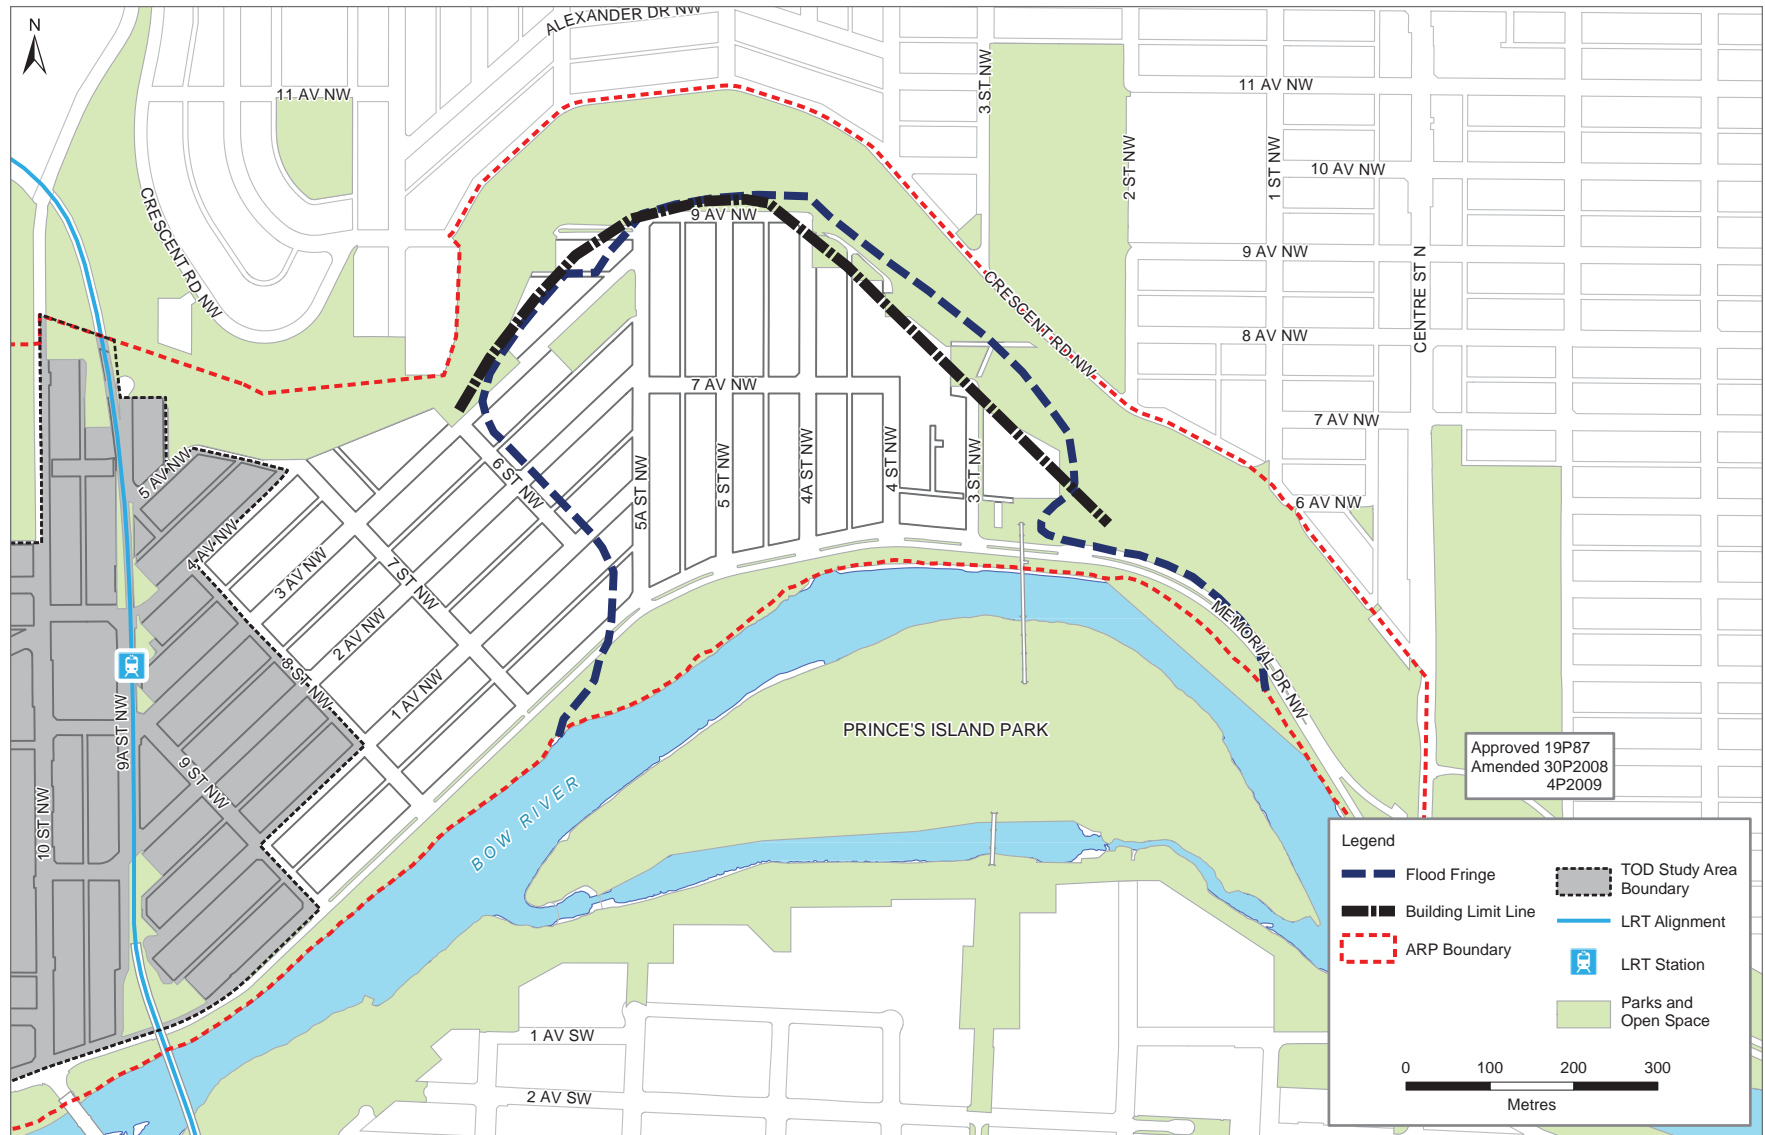 N
ALEXANDER DR NW
11 AV NW
3 ST NW
11 AV NW
2 ST NW
1 ST NW
10 AV NW
CRESCENT RD NW
9 AV NW
9 AV NW
CENTRE ST N
CRESCENT RD NW
8 AV NW
7 AV NW
7 AV NW
5 AV NW
6 ST NW
5A ST NW
5 ST NW
4A ST NW
4 ST NW
3 ST NW
6 AV NW
4 AV NW
3 AV NW
7 ST NW
2 AV NW
8 ST NW
1 AV NW
MEMORIAL DR NW
9A ST NW
9 ST NW
10 ST NW
PRINCE'S ISLAND PARK
BOW RIVER
Approved 19P87
Amended 30P2008
4P2009
Legend
Flood Fringe
Building Limit Line
ARP Boundary
TOD Study Area
Boundary
LRT Alignment
LRT Station
Parks and
Open Space
0 100 200 300
Metres
1 AV SW
2 AV SW